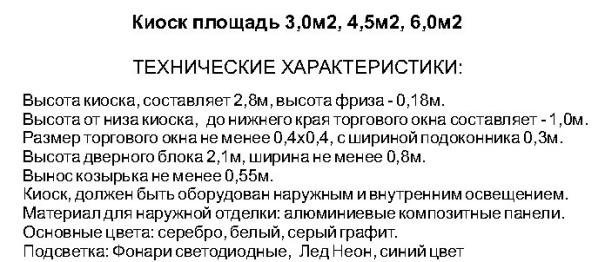 Киоск площадь 3,0м2, 4,5м2, 6,0м2
ТЕХНИЧЕСКИЕ ХАРАКТЕРИСТИКИ:
Высота киоска, составляет 2,8м, высота фриза - 0,18м.
Высота от низа киоска, до нижнего края торгового окна составляет - 1,0м.
Размер торгового окна не менее 0,4х0,4, с шириной подоконника 0,3м.
Высота дверного блока 2,1м, ширина не менее 0,8м.
Вынос козырька не менее 0,55м.
Киоск, должен быть оборудован наружным и внутренним освещением.
Материал для наружной отделки: алюминиевые композитные панели.
Основные цвета: серебро, белый, серый графит.
Подсветка: Фонари светодиодные, Лед Неон, синий цвет